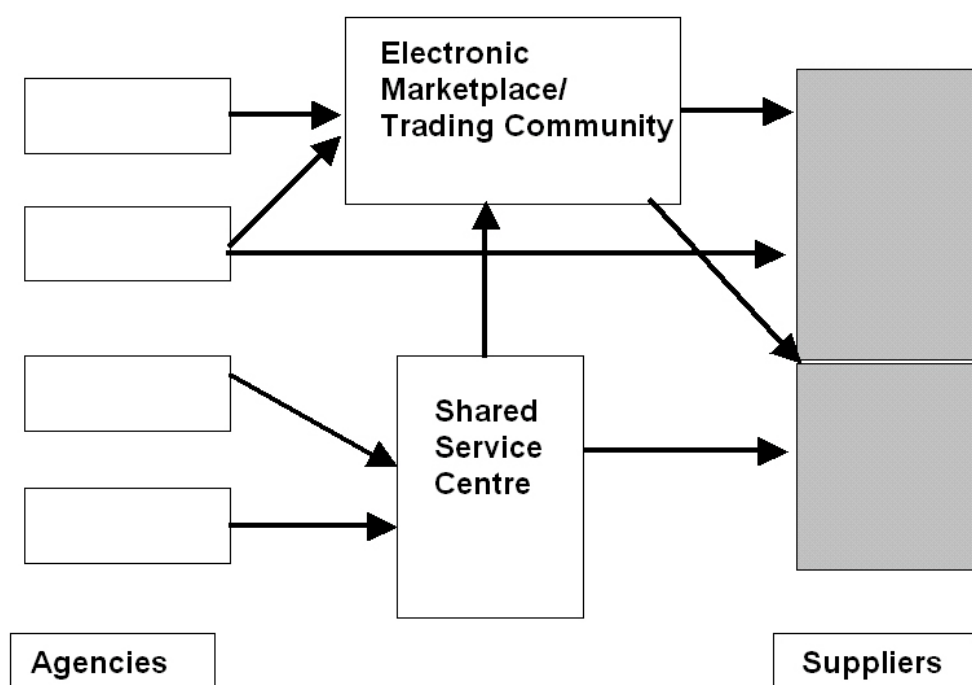 Electronic
Marketplace/
Trading Community
Shared
Service
Centre
Agencies
Suppliers